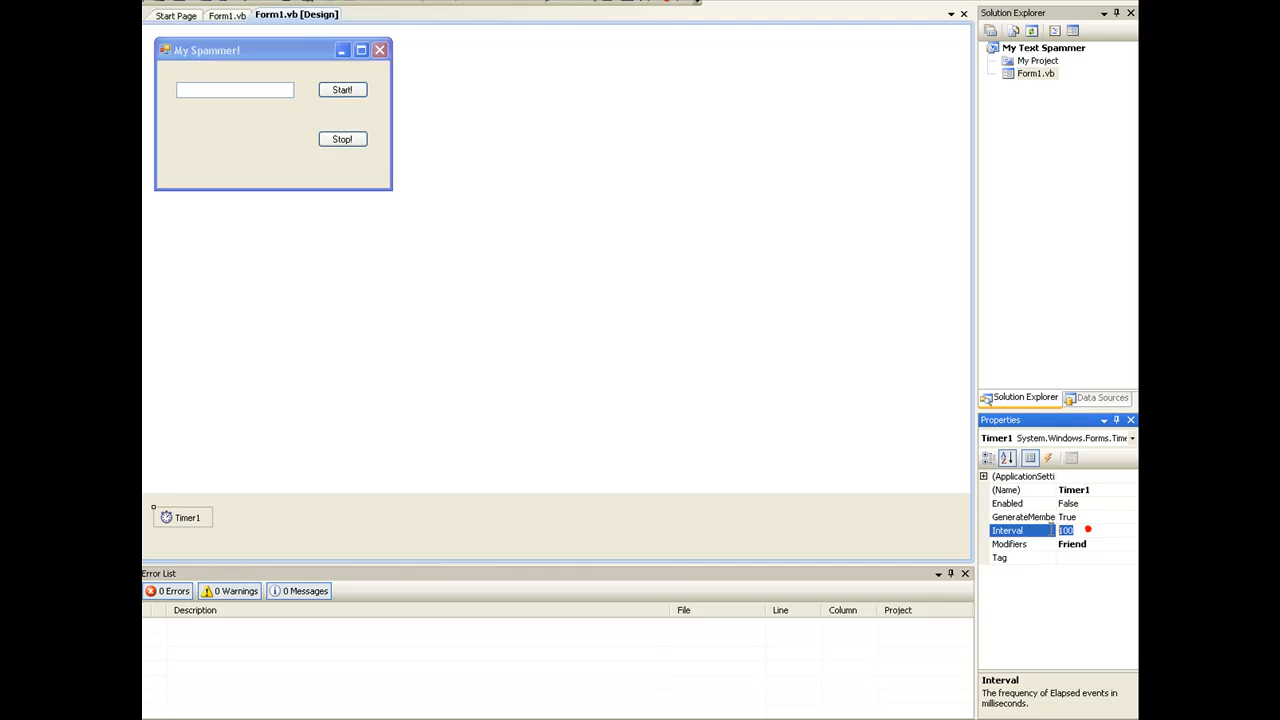 Start Page
Form1.vb
Form1.vb [Design]
My Spammer!
Start!
Stop!
Timer1
Error List
0 Errors
0 Warnings
0 Messages
Description
File
Line
Column
Project
Solution Explorer
My Text Spammer
My Project
Form1.vb
Solution Explorer
Data Sources
Properties
Timer1 System.Windows.Forms.Time
(ApplicationSetti
(Name) Timer1
Enabled False
GenerateMembe True
Interval 100
Modifiers Friend
Tag
Interval
The frequency of Elapsed events in
milliseconds.